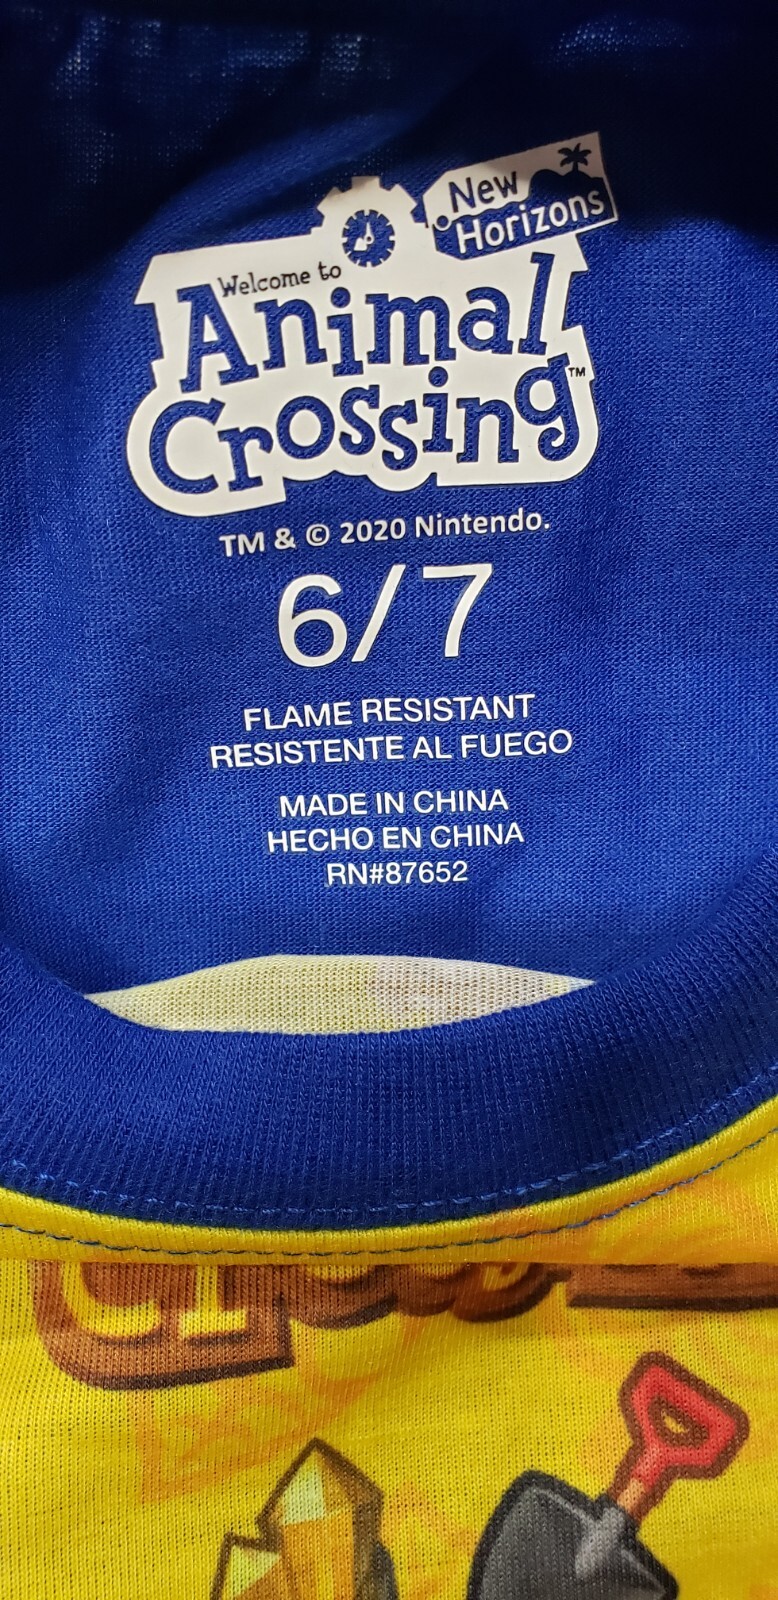 New
Horizons
Welcome to
Animal
Crossing™
TM & © 2020 Nintendo.
6/7
FLAME RESISTANT
RESISTENTE AL FUEGO
MADE IN CHINA
HECHO EN CHINA
RN#87652